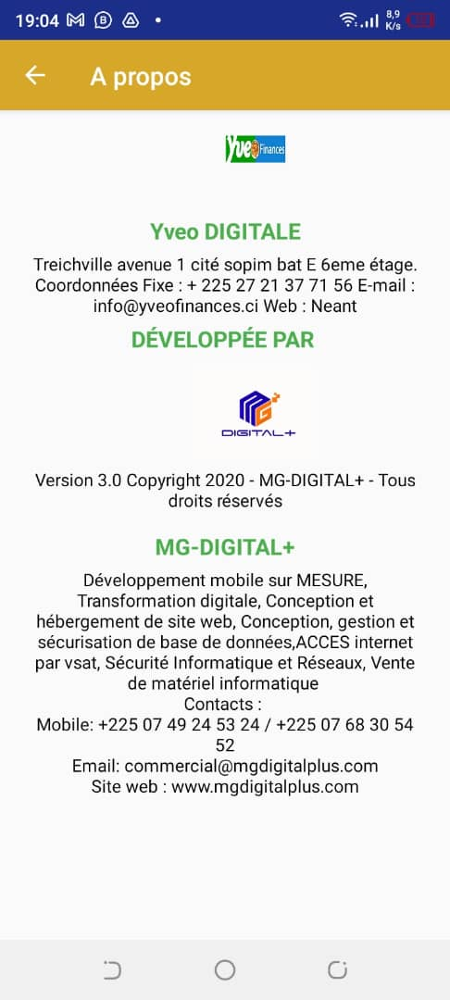 19:04
8,9
K/s
A propos
Yveo Finances
Yveo DIGITALE
Treichville avenue 1 cité sopim bat E 6eme étage.
Coordonnées Fixe : + 225 27 21 37 71 56 E-mail :
info@yveofinances.ci Web : Neant
DÉVELOPPÉE PAR
DIGITAL+
Version 3.0 Copyright 2020 - MG-DIGITAL+ - Tous
droits réservés
MG-DIGITAL+
Développement mobile sur MESURE,
Transformation digitale, Conception et
hébergement de site web, Conception, gestion et
sécurisation de base de données,ACCES internet
par vsat, Sécurité Informatique et Réseaux, Vente
de matériel informatique
Contacts :
Mobile: +225 07 49 24 53 24 / +225 07 68 30 54
52
Email: commercial@mgdigitalplus.com
Site web : www.mgdigitalplus.com